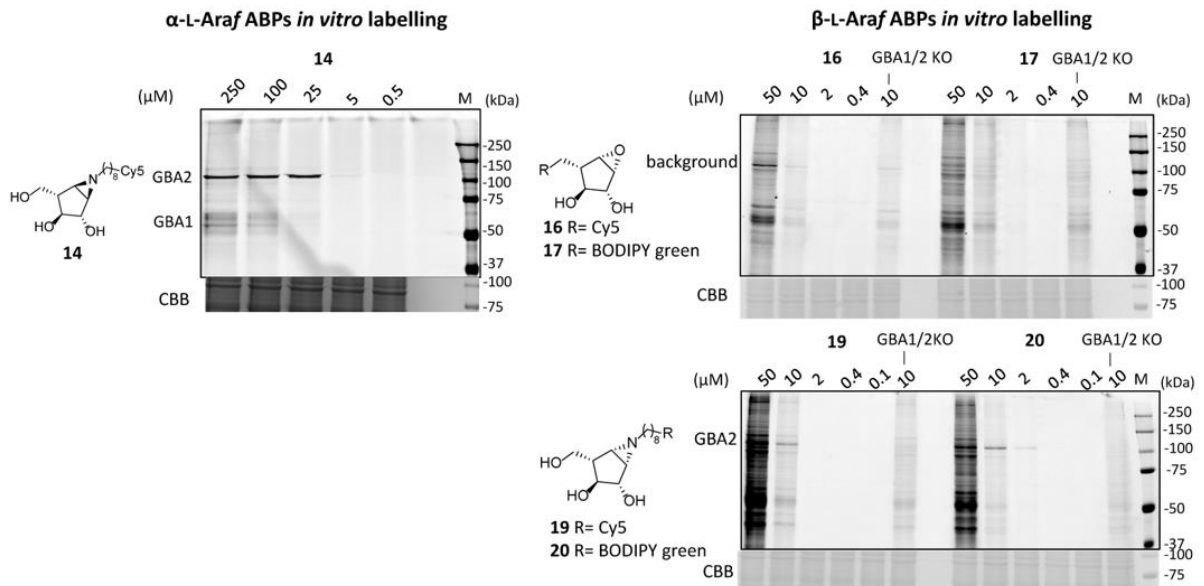 α-L-Araf ABPs in vitro labelling
14
(μM) 250 100 25 5 0.5 M (kDa)
GBA2
GBA1
-250
-150
-100
-75
-50
-37
CBB
-100
-75
N ( )8 Cy5
HO
HO OH
14
β-L-Araf ABPs in vitro labelling
16 GBA1/2 KO 17 GBA1/2 KO
(μM) 50 10 2 0.4 10 50 10 2 0.4 10 M (kDa)
background
-250
-150
-100
-75
-50
-37
CBB
-100
-75
R O
HO OH
16 R= Cy5
17 R= BODIPY green
19 GBA1/2KO 20 GBA1/2 KO
(μM) 50 10 2 0.4 0.1 10 50 10 2 0.4 0.1 10 M (kDa)
GBA2
-250
-150
-100
-75
-50
-37
CBB
-100
-75
N ( )8 R
HO
HO OH
19 R= Cy5
20 R= BODIPY green